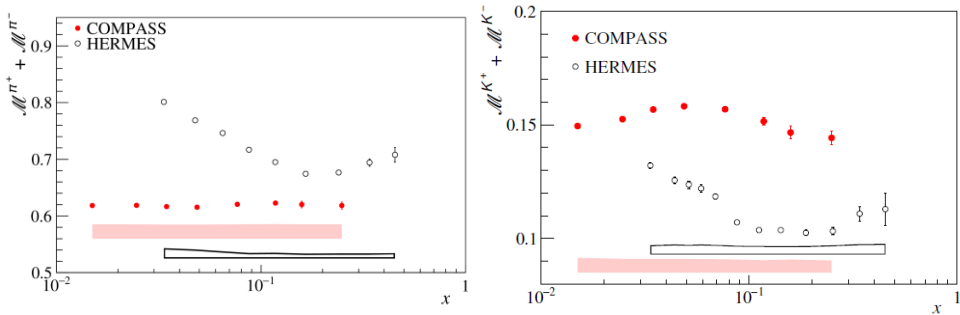 ℳ^π⁺ + ℳ^π⁻
0.9
0.8
0.7
0.6
0.5
COMPASS
HERMES
10⁻²
10⁻¹
1
x
ℳ^K⁺ + ℳ^K⁻
0.2
0.15
0.1
COMPASS
HERMES
10⁻²
10⁻¹
1
x